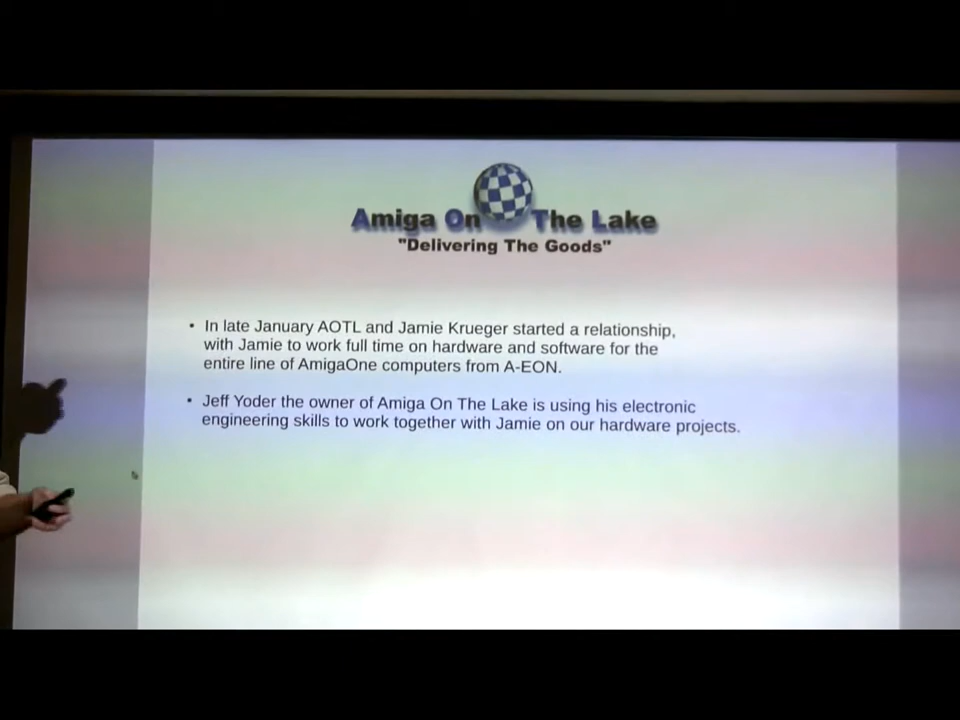 Amiga On The Lake
"Delivering The Goods"
• In late January AOTL and Jamie Krueger started a relationship,
with Jamie to work full time on hardware and software for the
entire line of AmigaOne computers from A-EON.
• Jeff Yoder the owner of Amiga On The Lake is using his electronic
engineering skills to work together with Jamie on our hardware projects.